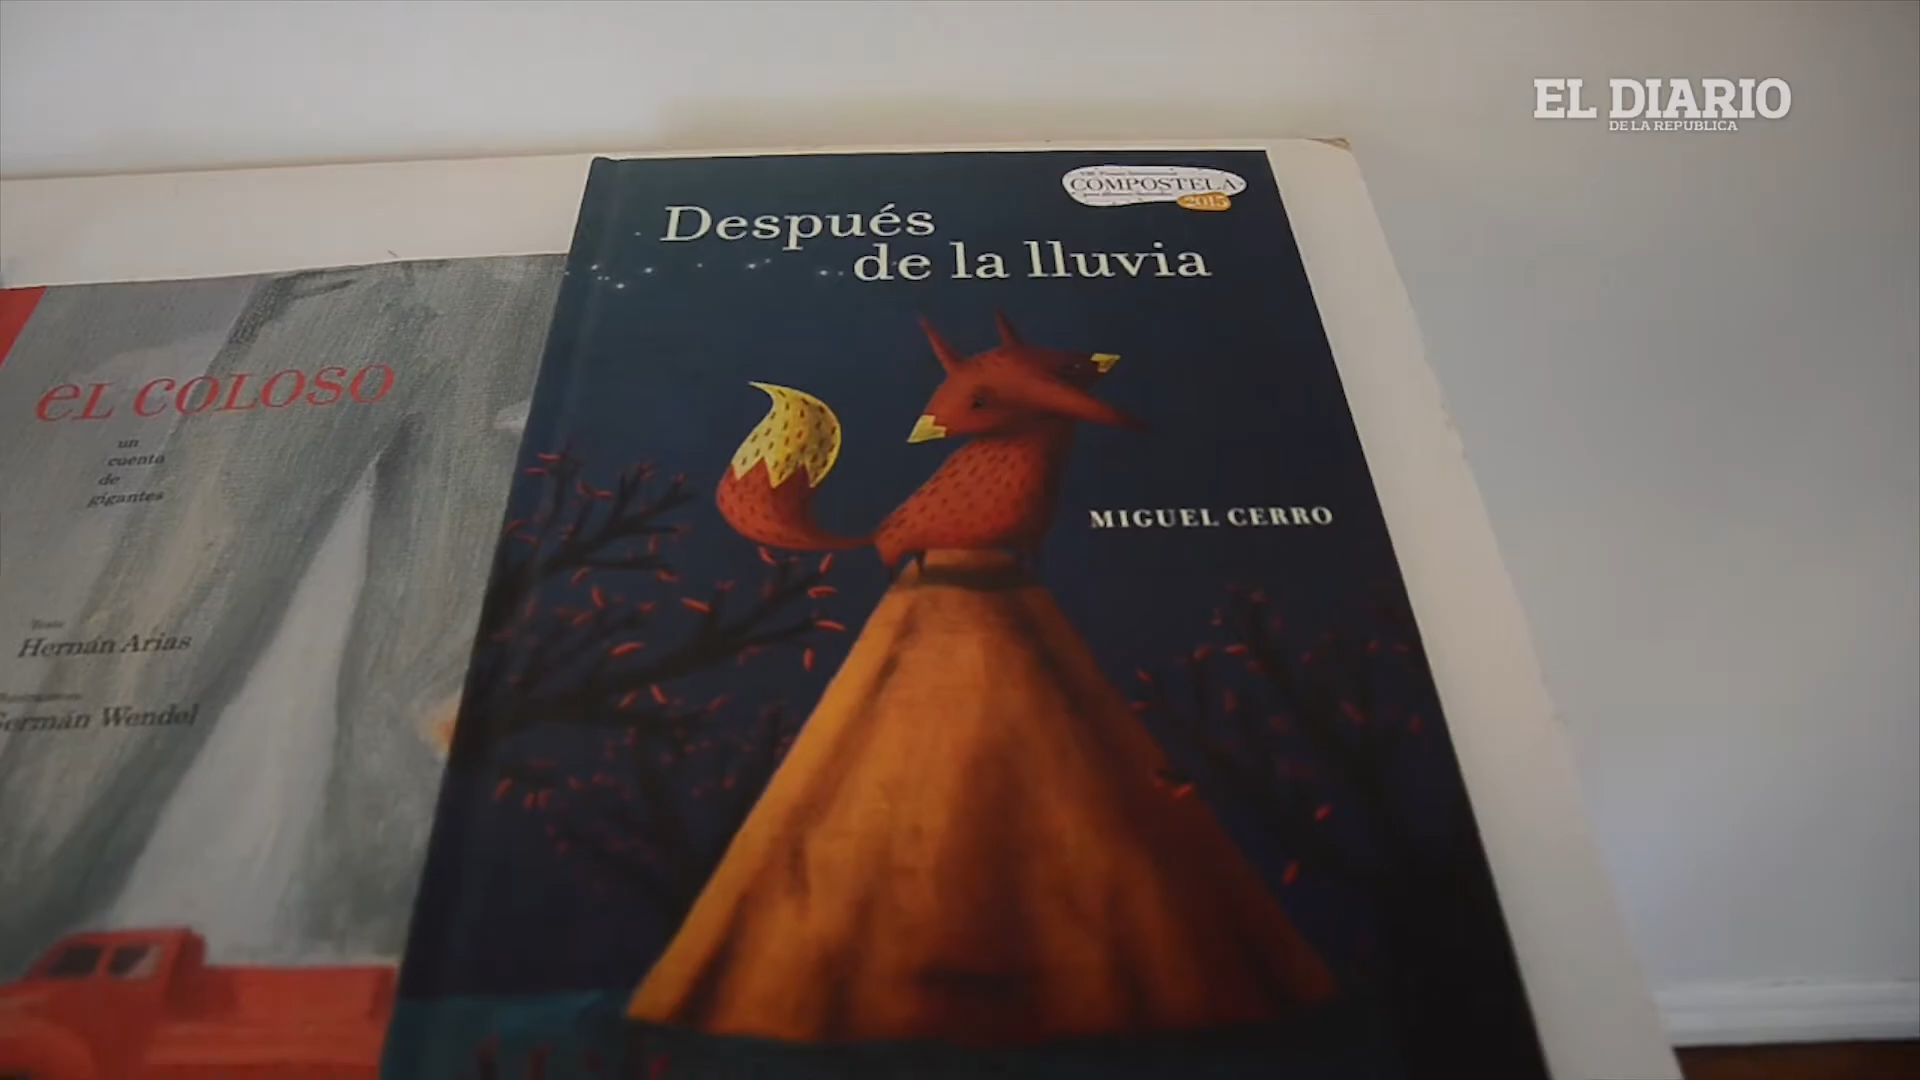 EL DIARIO
DE LA REPUBLICA
COMPOSTELA
2015
Después
de la lluvia
MIGUEL CERRO
eL COLOSO
un
cuento
de
gigantes
Texto
Hernán Arias
Germán Wendel